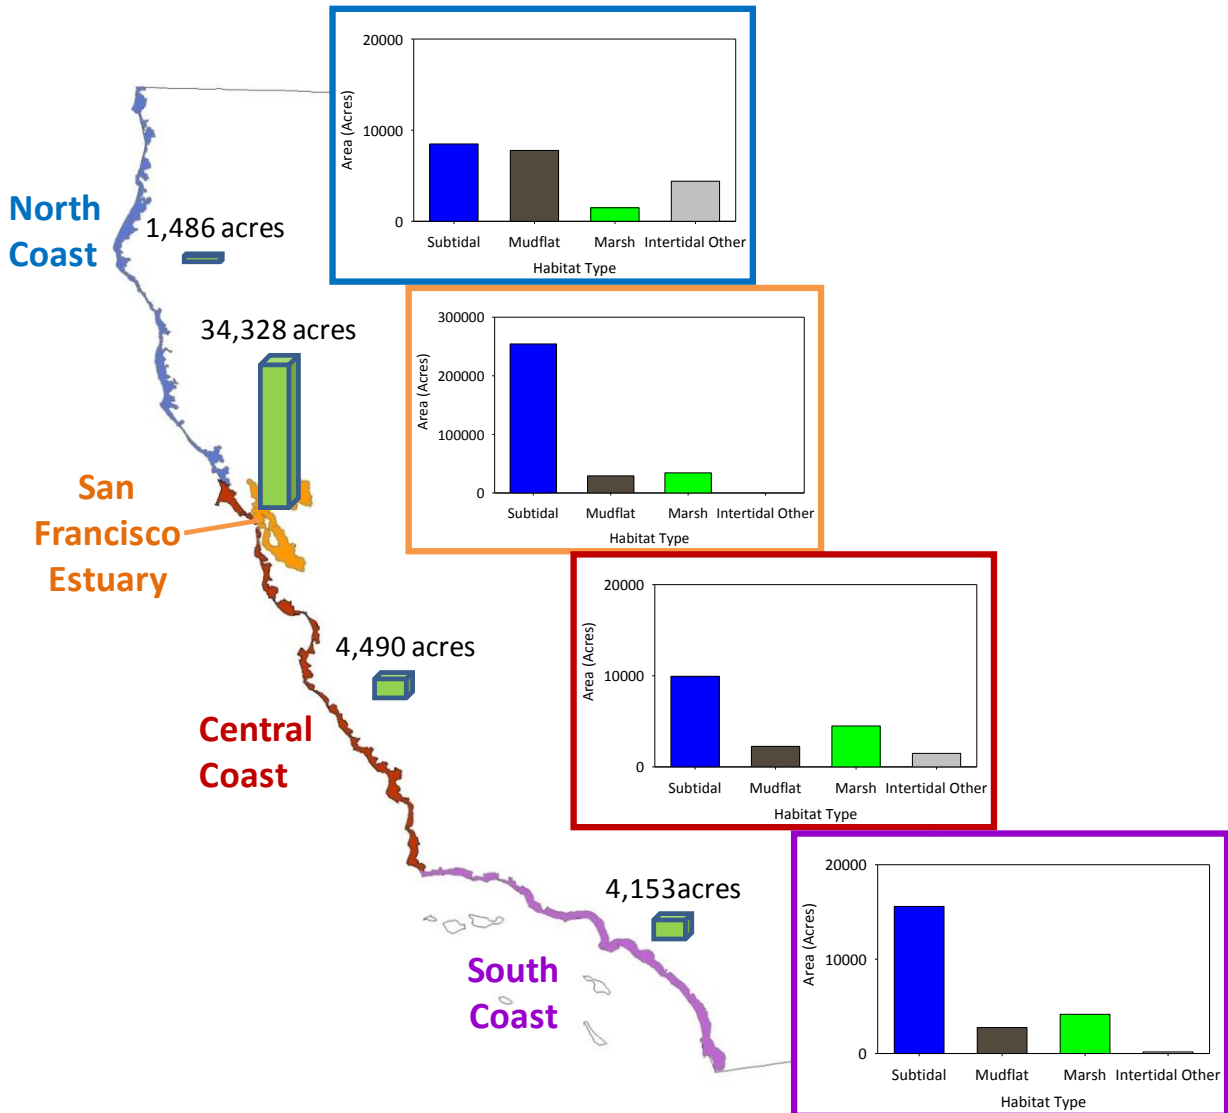 North
Coast
1,486 acres
34,328 acres
San
Francisco
Estuary
4,490 acres
Central
Coast
4,153acres
South
Coast
20000
10000
0
Area (Acres)
Subtidal Mudflat Marsh Intertidal Other
Habitat Type
300000
200000
100000
0
Area (Acres)
Subtidal Mudflat Marsh Intertidal Other
Habitat Type
20000
10000
0
Area (Acres)
Subtidal Mudflat Marsh Intertidal Other
Habitat Type
20000
10000
0
Area (Acres)
Subtidal Mudflat Marsh Intertidal Other
Habitat Type